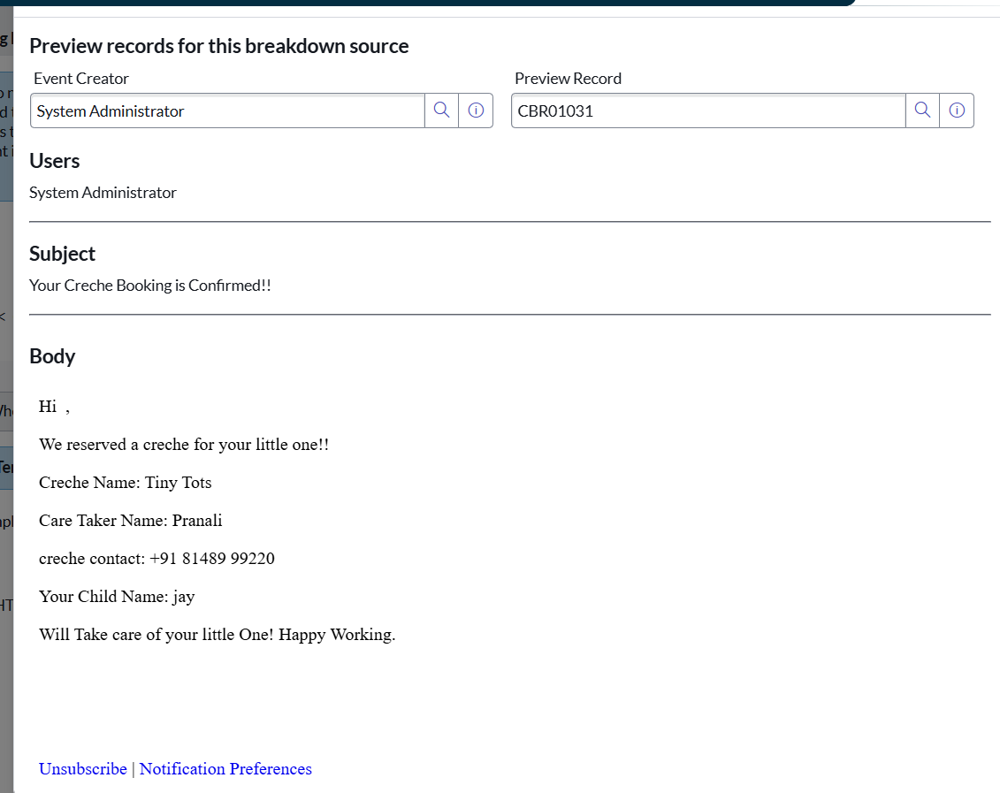 Preview records for this breakdown source
Event Creator
Preview Record
System Administrator
CBR01031
Users
System Administrator
Subject
Your Creche Booking is Confirmed!!
Body
Hi  ,
We reserved a creche for your little one!!
Creche Name: Tiny Tots
Care Taker Name: Pranali
creche contact: +91 81489 99220
Your Child Name: jay
Will Take care of your little One! Happy Working.
Unsubscribe | Notification Preferences